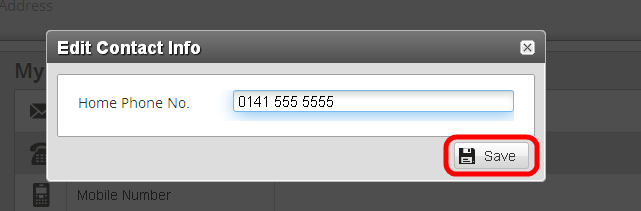 Address
Edit Contact Info
My
Home Phone No.
0141 555 5555
Save
Mobile Number